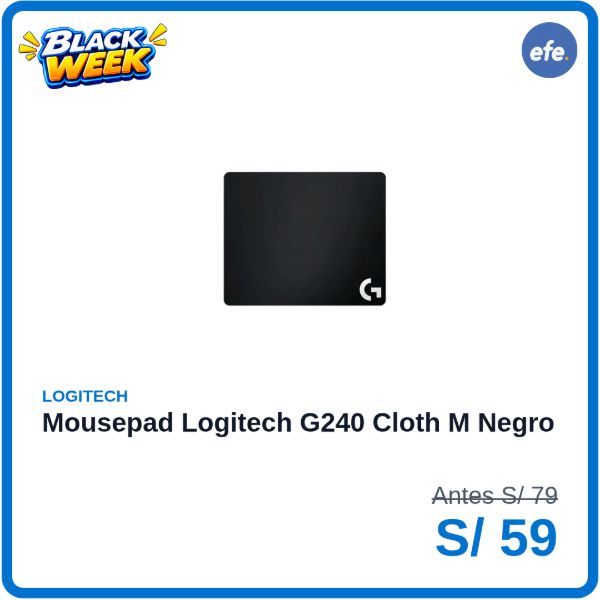 BLACK
WEEK
efe.
G
LOGITECH
Mousepad Logitech G240 Cloth M Negro
Antes S/ 79
S/ 59